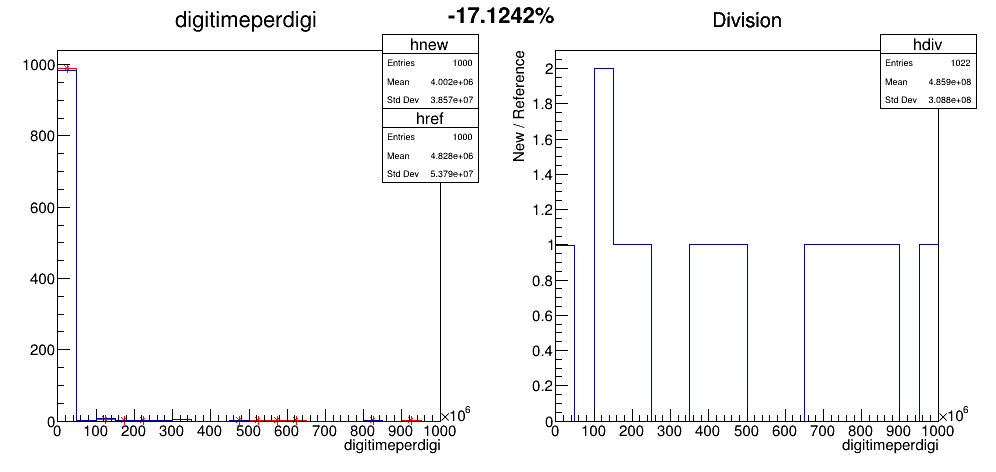 digitimeperdigi
-17.1242%
Division
hnew
Entries 1000
Mean 4.002e+06
Std Dev 3.857e+07
href
Entries 1000
Mean 4.828e+06
Std Dev 5.379e+07
1000
800
600
400
200
0
0 100 200 300 400 500 600 700 800 900 1000
×10⁶
digitimeperdigi
hdiv
Entries 1022
Mean 4.859e+08
Std Dev 3.088e+08
New / Reference
2
1.8
1.6
1.4
1.2
1
0.8
0.6
0.4
0.2
0
0 100 200 300 400 500 600 700 800 900 1000
×10⁶
digitimeperdigi